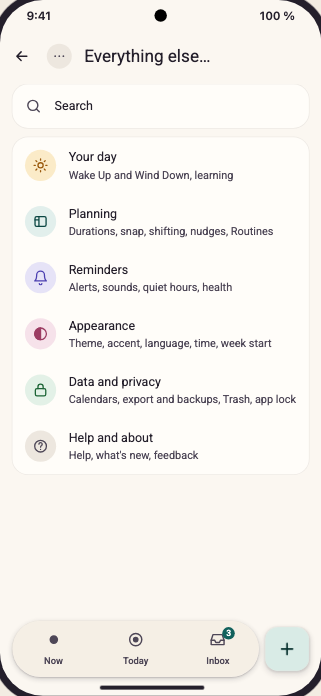 9:41
100 %
Everything else…
Search
Your day
Wake Up and Wind Down, learning
Planning
Durations, snap, shifting, nudges, Routines
Reminders
Alerts, sounds, quiet hours, health
Appearance
Theme, accent, language, time, week start
Data and privacy
Calendars, export and backups, Trash, app lock
Help and about
Help, what's new, feedback
3
Now
Today
Inbox